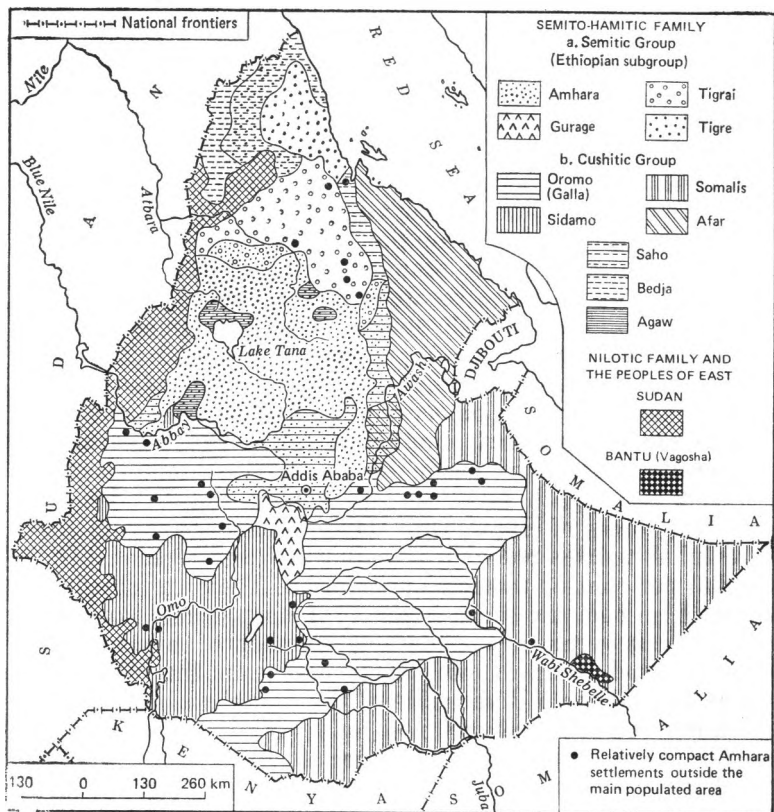 National frontiers
SEMITO-HAMITIC FAMILY
a. Semitic Group
(Ethiopian subgroup)
Amhara
Tigrai
Gurage
Tigre
b. Cushitic Group
Oromo
(Galla)
Somalis
Sidamo
Afar
Saho
Bedja
Agaw
NILOTIC FAMILY AND
THE PEOPLES OF EAST
SUDAN
BANTU (Vagosha)
RED SEA
Nile
Blue Nile
Atbara
SUDAN
Lake Tana
DJIBOUTI
Awash
Abbay
Addis Ababa
SOMALIA
Omo
Wabi Shebelle
KENYA
SOMALIA
Juba
130 0 130 260 km
Relatively compact Amhara
settlements outside the
main populated area